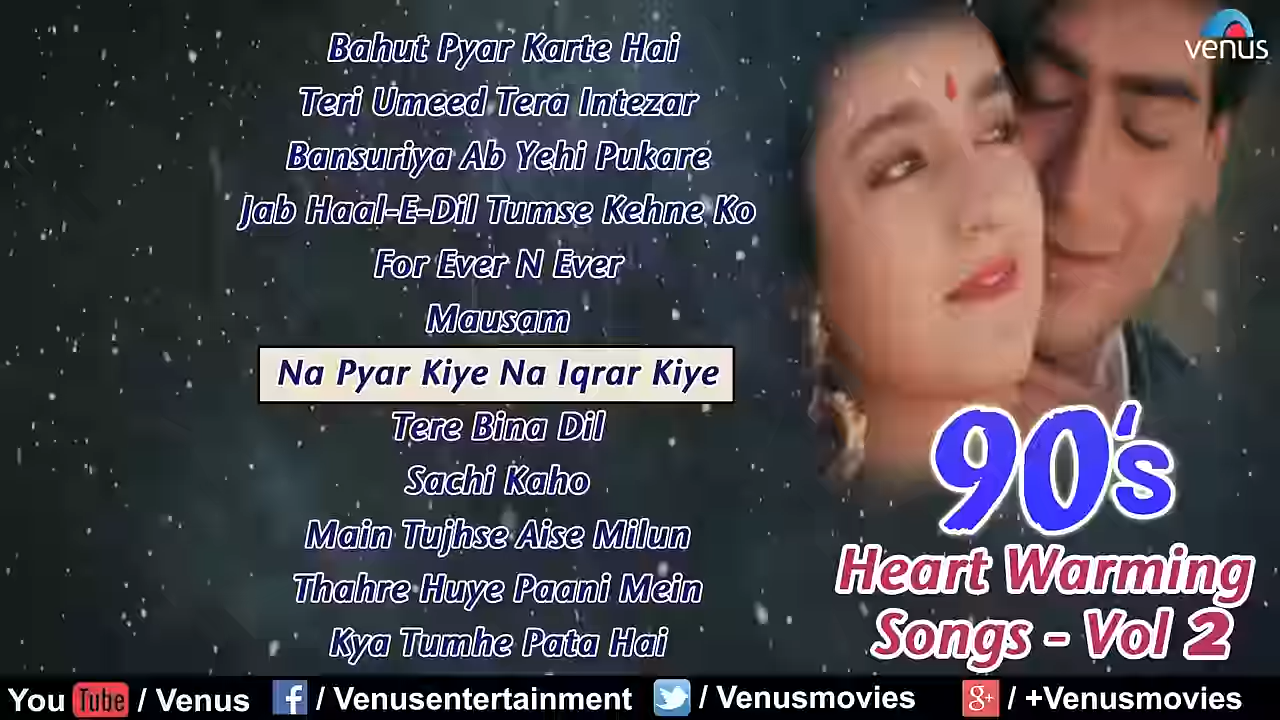 Bahut Pyar Karte Hai
Teri Umeed Tera Intezar
Bansuriya Ab Yehi Pukare
Jab Haal-E-Dil Tumse Kehne Ko
For Ever N Ever
Mausam
Na Pyar Kiye Na Iqrar Kiye
Tere Bina Dil
Sachi Kaho
Main Tujhse Aise Milun
Thahre Huye Paani Mein
Kya Tumhe Pata Hai
venus
90's
Heart Warming
Songs - Vol 2
You Tube / Venus f / Venusentertainment / Venusmovies g+ / +Venusmovies